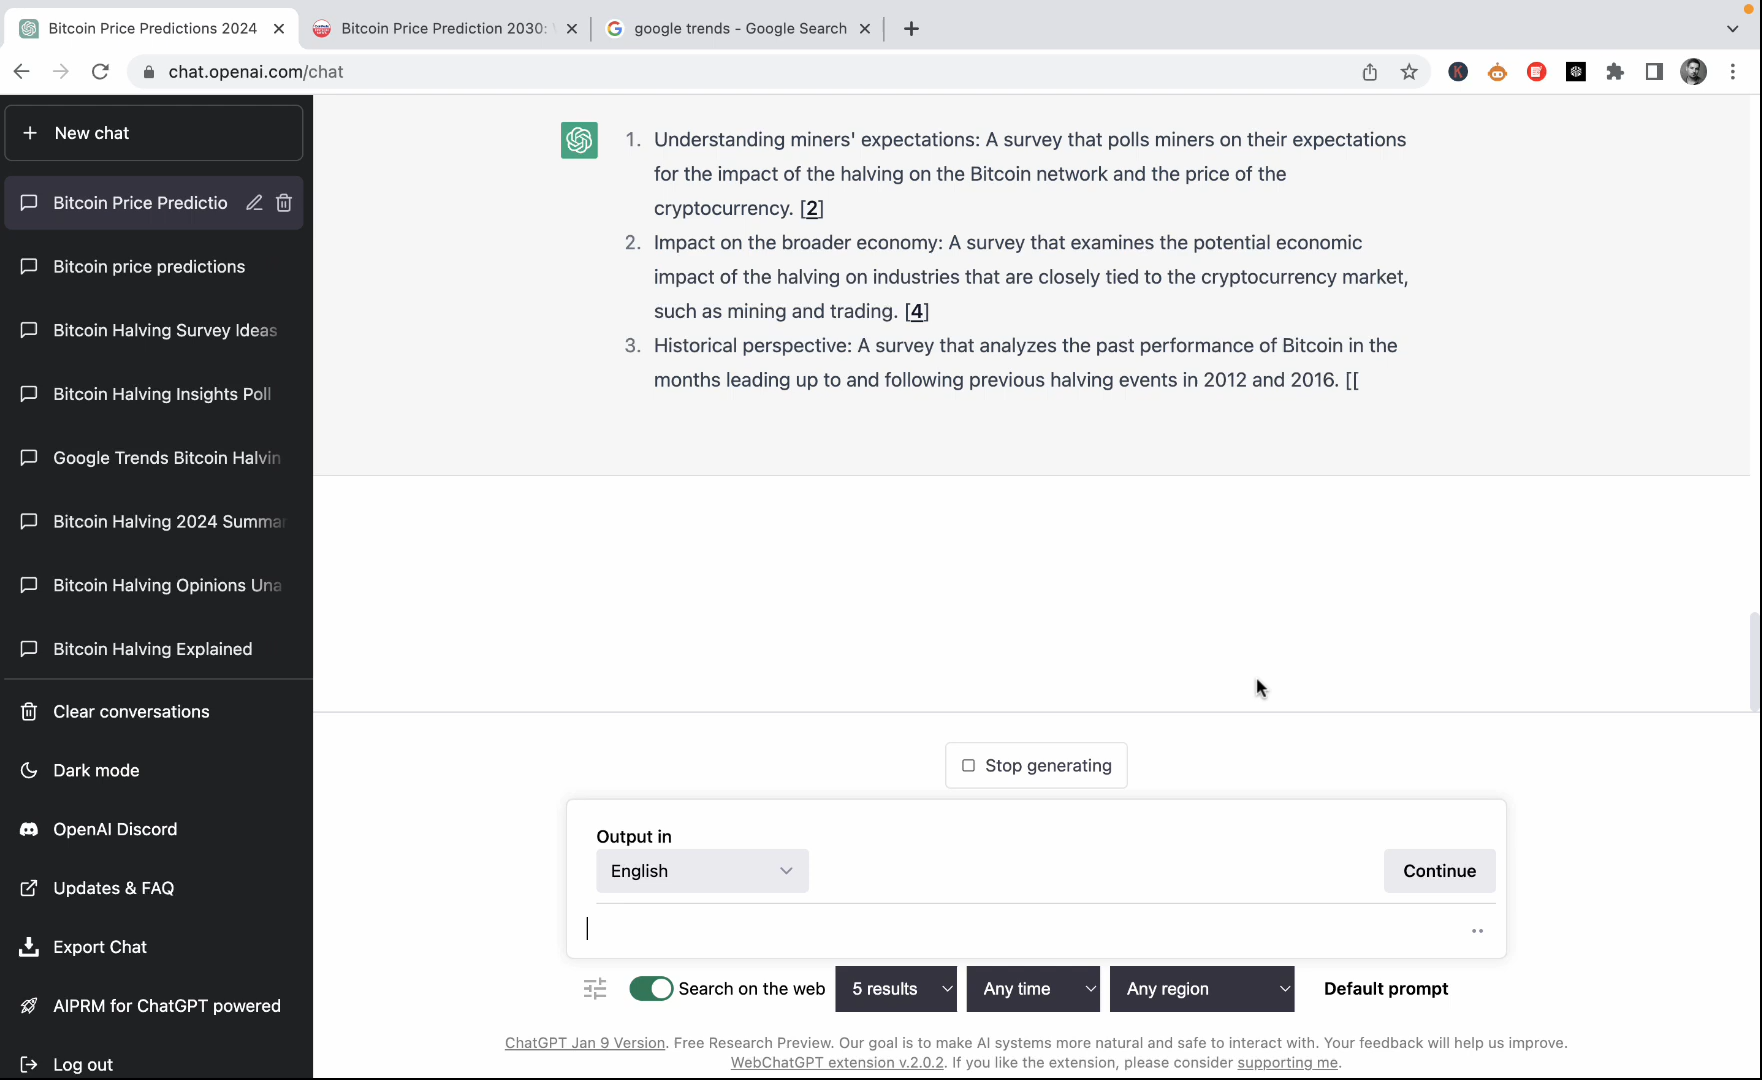 Bitcoin Price Predictions 2024
Bitcoin Price Prediction 2030:
google trends - Google Search
chat.openai.com/chat
New chat
Bitcoin Price Predictio
Bitcoin price predictions
Bitcoin Halving Survey Ideas
Bitcoin Halving Insights Poll
Google Trends Bitcoin Halvin
Bitcoin Halving 2024 Summar
Bitcoin Halving Opinions Una
Bitcoin Halving Explained
Clear conversations
Dark mode
OpenAI Discord
Updates & FAQ
Export Chat
AIPRM for ChatGPT powered
Log out
1. Understanding miners' expectations: A survey that polls miners on their expectations
for the impact of the halving on the Bitcoin network and the price of the
cryptocurrency. [2]
2. Impact on the broader economy: A survey that examines the potential economic
impact of the halving on industries that are closely tied to the cryptocurrency market,
such as mining and trading. [4]
3. Historical perspective: A survey that analyzes the past performance of Bitcoin in the
months leading up to and following previous halving events in 2012 and 2016. [[
Stop generating
Output in
English
Continue
Search on the web
5 results
Any time
Any region
Default prompt
ChatGPT Jan 9 Version. Free Research Preview. Our goal is to make AI systems more natural and safe to interact with. Your feedback will help us improve.
WebChatGPT extension v.2.0.2. If you like the extension, please consider supporting me.